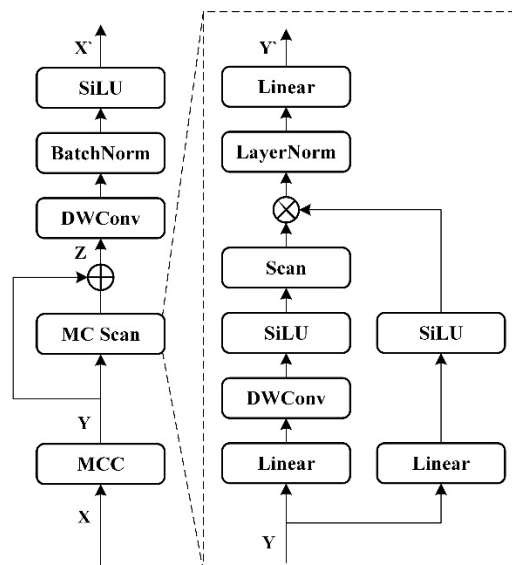 X`
SiLU
BatchNorm
DWConv
Z
MC Scan
Y
MCC
X
Y`
Linear
LayerNorm
Scan
SiLU
DWConv
Linear
SiLU
Linear
Y